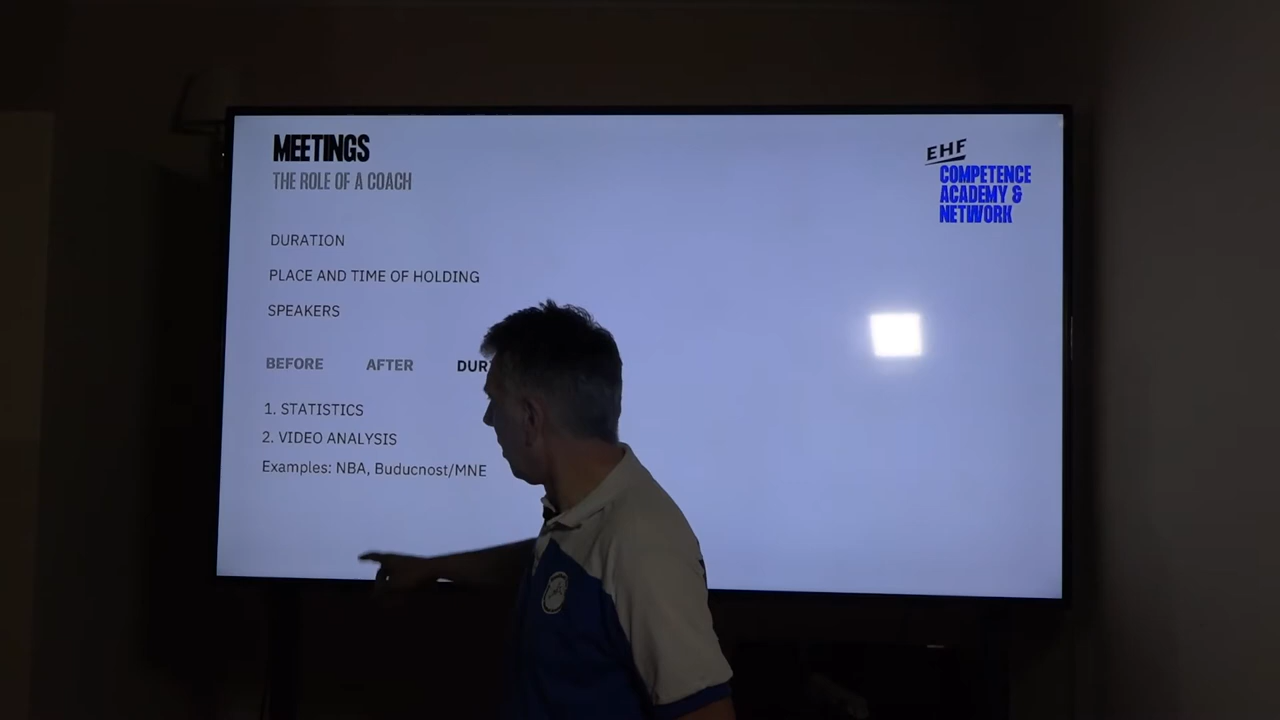 MEETINGS
THE ROLE OF A COACH
EHF
COMPETENCE
ACADEMY &
NETWORK
DURATION
PLACE AND TIME OF HOLDING
SPEAKERS
BEFORE AFTER
1. STATISTICS
2. VIDEO ANALYSIS
Examples: NBA, Buducnost/MNE